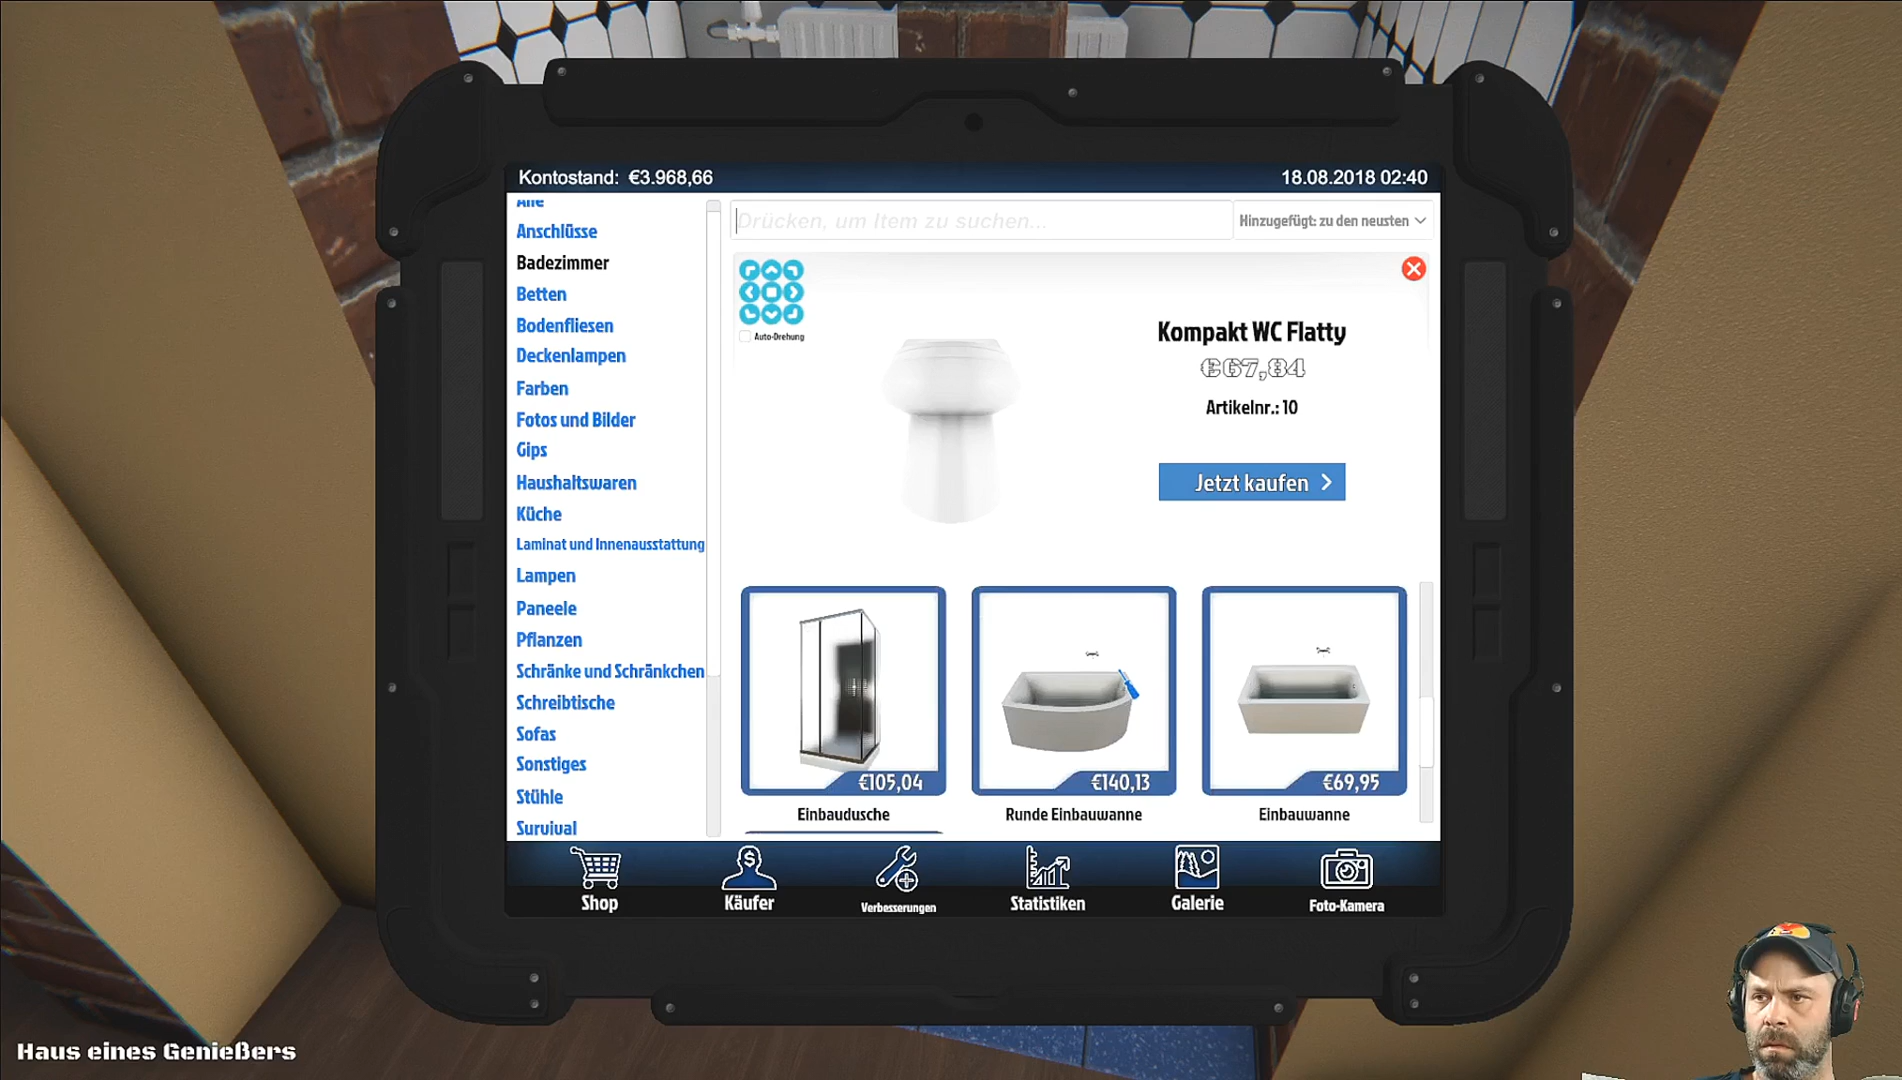 Kontostand: €3.968,66
18.08.2018 02:40
Alle
Anschlüsse
Badezimmer
Betten
Bodenfliesen
Deckenlampen
Farben
Fotos und Bilder
Gips
Haushaltswaren
Küche
Laminat und Innenausstattung
Lampen
Paneele
Pflanzen
Schränke und Schränkchen
Schreibtische
Sofas
Sonstiges
Stühle
Survival
Drücken, um Item zu suchen...
Hinzugefügt: zu den neusten
Auto-Drehung
Kompakt WC Flatty
€67,84
Artikelnr.: 10
Jetzt kaufen
€105,04
Einbaudusche
€140,13
Runde Einbauwanne
€69,95
Einbauwanne
Shop
Käufer
Verbesserungen
Statistiken
Galerie
Foto-Kamera
Haus eines Genießers